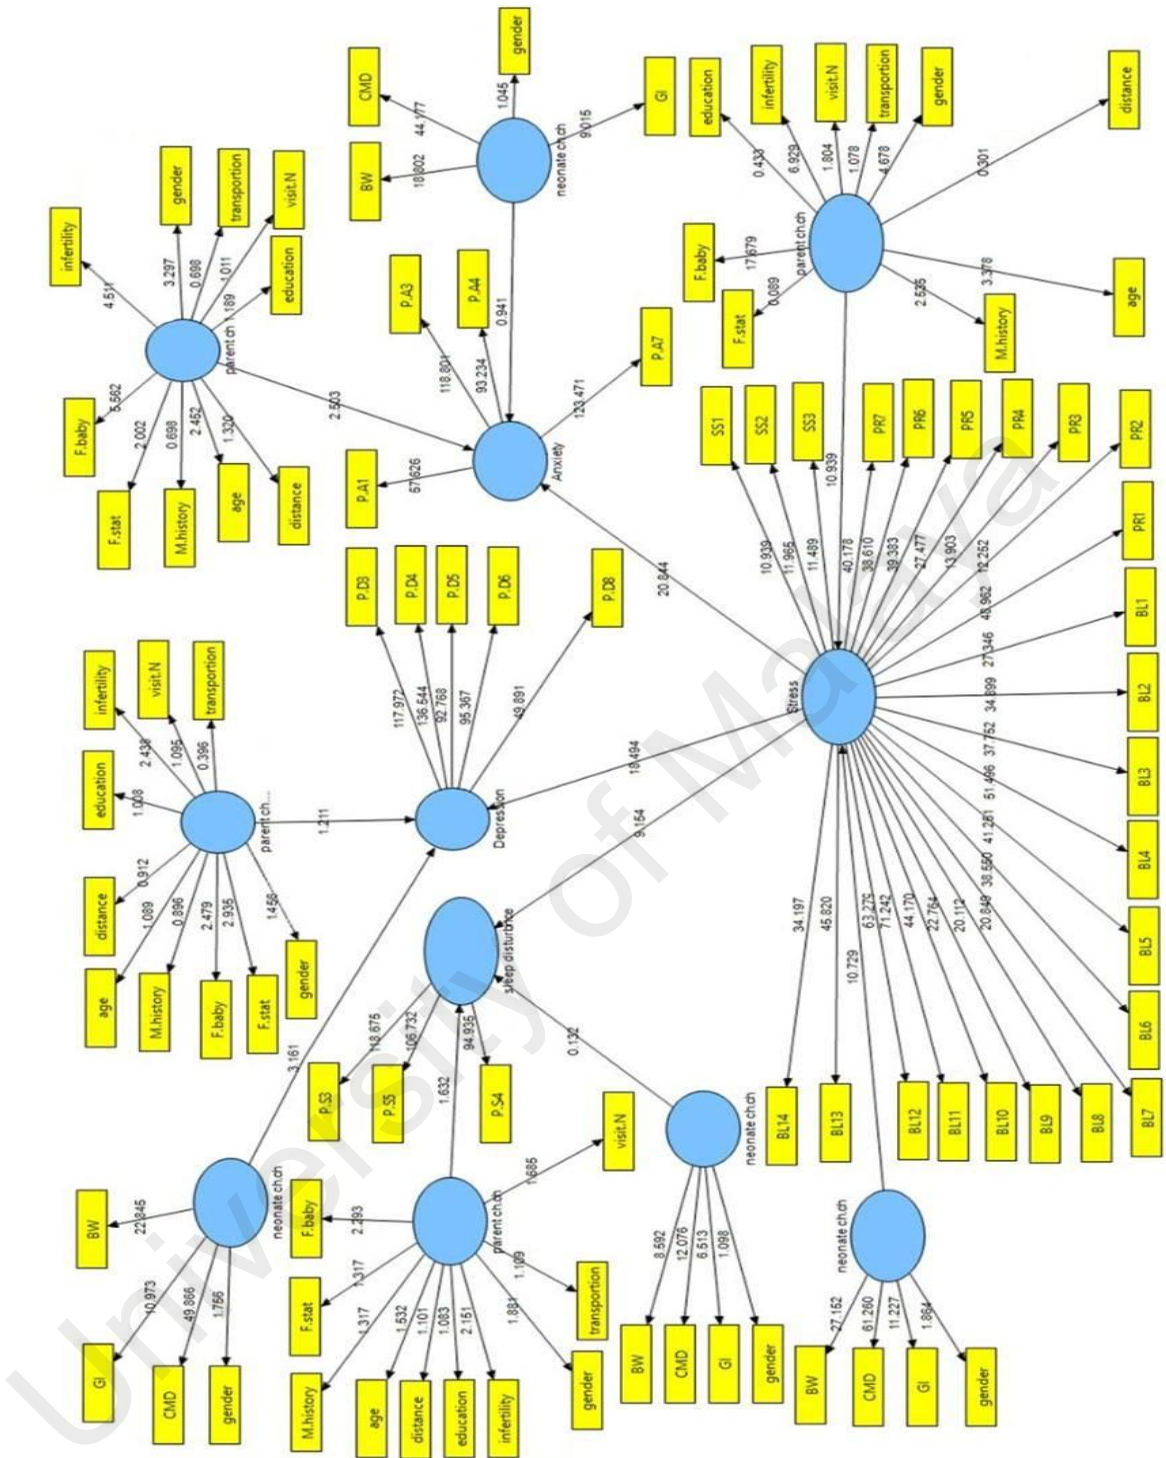 infertility
gender
transportion
visit.N
education
F.baby
F.stat
M.history
age
distance
parent ch
4.511
3.297
0.698
1.011
1.189
5.562
2.002
0.698
2.452
1.320
2.503
CMD
BW
gender
GI
neonate ch.ch
44.177
18.802
1.045
9.015
0.941
P.A3
P.A4
P.A1
P.A7
Anxiety
118.801
93.234
67.626
123.471
education
infertility
visit.N
transportion
gender
distance
F.baby
F.stat
M.history
age
parent ch.ch
0.433
6.929
1.804
1.078
4.678
0.301
17.679
0.089
2.535
3.378
10.939
infertility
visit.N
transportion
education
distance
age
M.history
F.baby
F.stat
gender
parent ch...
2.438
1.095
0.396
1.008
0.912
1.089
0.896
2.479
2.935
1.456
1.211
P.D3
P.D4
P.D5
P.D6
P.D8
Depression
117.972
136.544
92.768
95.367
49.891
3.161
18.494
20.844
9.154
SS1
SS2
SS3
PR7
PR6
PR5
PR4
PR3
PR2
PR1
BL1
BL2
BL3
BL4
BL5
BL6
BL7
BL8
BL9
BL10
BL11
BL12
BL13
BL14
Stress
10.939
11.965
11.489
40.178
38.610
39.383
27.477
13.903
12.252
27.346
34.899
37.752
51.496
41.251
38.550
20.849
20.112
22.764
44.170
71.242
63.279
45.820
34.197
10.729
sleep disturbnce
P.S3
P.S5
P.S4
118.675
106.732
94.935
1.632
0.132
BW
GI
CMD
gender
neonate ch.ch
22.845
10.973
49.866
1.756
F.baby
F.stat
M.history
age
distance
education
infertility
gender
transportion
visit.N
parent ch.ch
2.293
1.317
1.317
1.532
1.101
1.083
2.151
1.881
1.109
1.685
BW
CMD
GI
gender
neonate ch.ch
8.592
12.076
6.513
1.098
BW
CMD
GI
gender
neonate ch.ch
27.152
61.260
11.227
1.864
University of Malaya